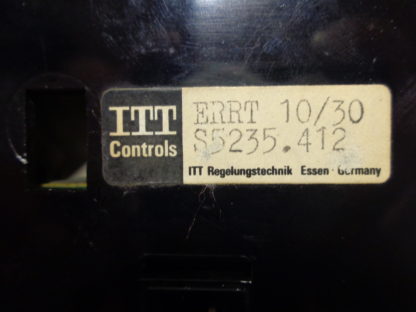 ITT
Controls
ERRT 10/30
S5235.412
ITT Regelungstechnik Essen · Germany